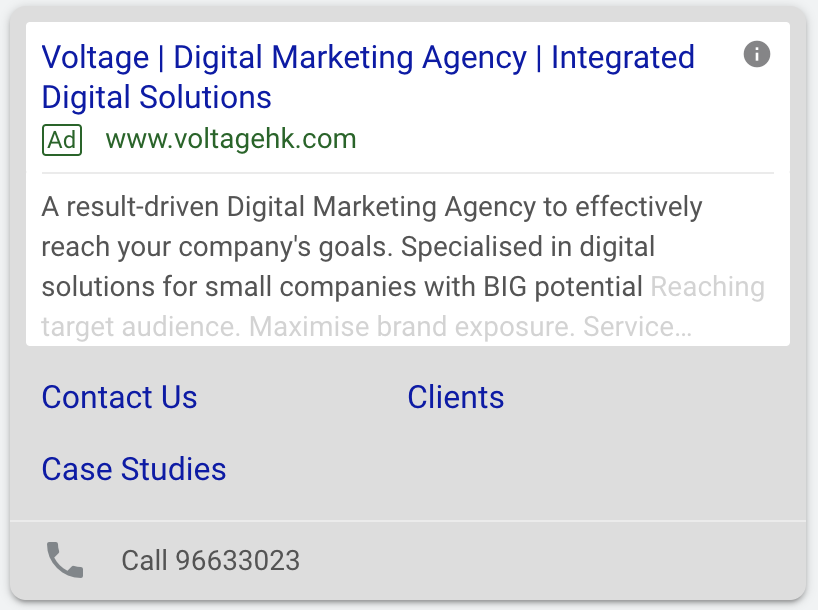 Voltage | Digital Marketing Agency | Integrated
Digital Solutions
Ad www.voltagehk.com
A result-driven Digital Marketing Agency to effectively
reach your company's goals. Specialised in digital
solutions for small companies with BIG potential Reaching
target audience. Maximise brand exposure. Service...
Contact Us Clients
Case Studies
Call 96633023